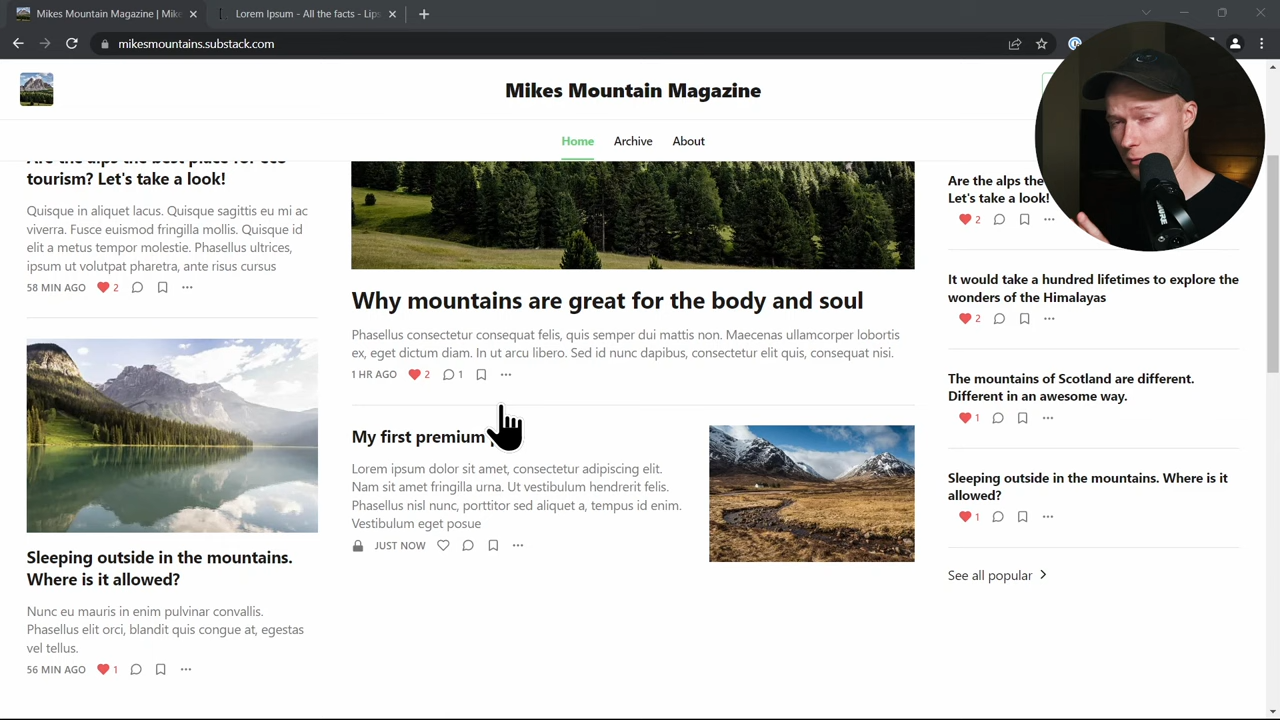 Mikes Mountain Magazine | Mike
Lorem Ipsum - All the facts - Lips
mikesmountains.substack.com
Mikes Mountain Magazine
Home
Archive
About
Are the alps the best place for eco
tourism? Let's take a look!
Quisque in aliquet lacus. Quisque sagittis eu mi ac
viverra. Fusce euismod fringilla mollis. Quisque id
elit a metus tempor molestie. Phasellus ultrices,
ipsum ut volutpat pharetra, ante risus cursus
58 MIN AGO 2
Sleeping outside in the mountains.
Where is it allowed?
Nunc eu mauris in enim pulvinar convallis.
Phasellus elit orci, blandit quis congue at, egestas
vel tellus.
56 MIN AGO 1
Why mountains are great for the body and soul
Phasellus consectetur consequat felis, quis semper dui mattis non. Maecenas ullamcorper lobortis
ex, eget dictum diam. In ut arcu libero. Sed id nunc dapibus, consectetur elit quis, consequat nisi.
1 HR AGO 2 1
My first premium
Lorem ipsum dolor sit amet, consectetur adipiscing elit.
Nam sit amet fringilla urna. Ut vestibulum hendrerit felis.
Phasellus nisl nunc, porttitor sed aliquet a, tempus id enim.
Vestibulum eget posue
JUST NOW
Are the alps the
Let's take a look!
2
It would take a hundred lifetimes to explore the
wonders of the Himalayas
2
The mountains of Scotland are different.
Different in an awesome way.
1
Sleeping outside in the mountains. Where is it
allowed?
1
See all popular